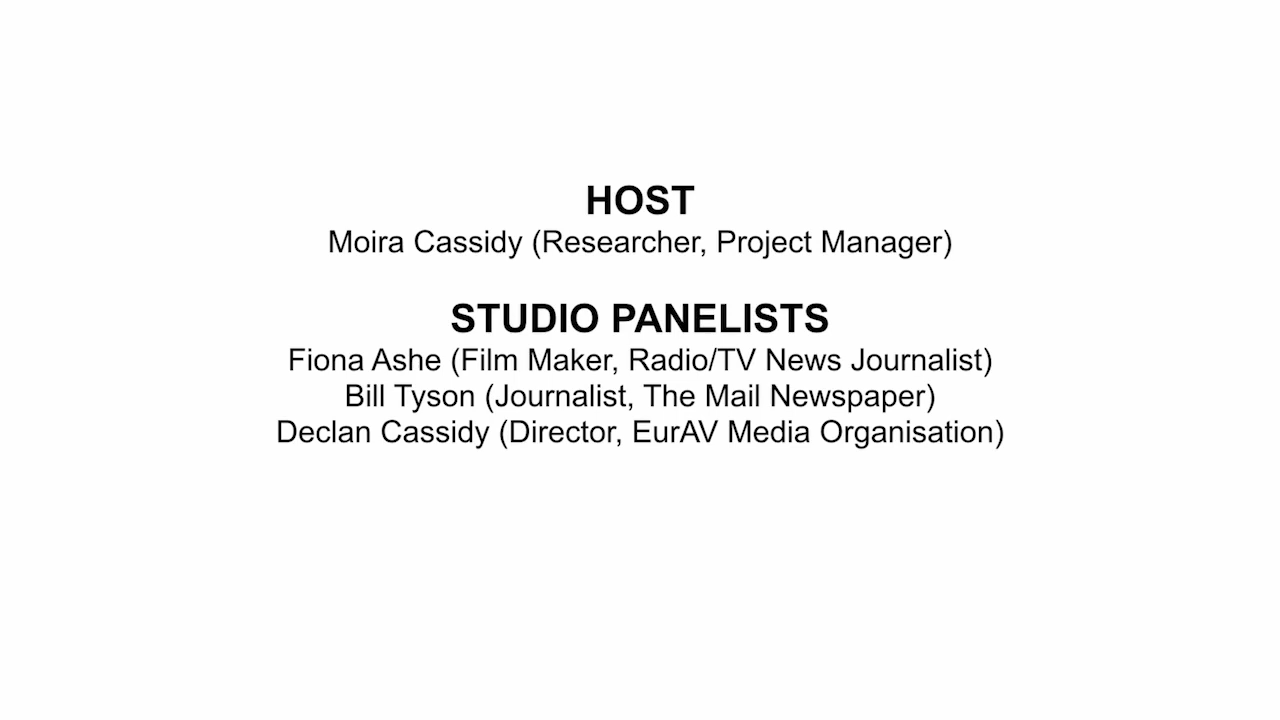 HOST
Moira Cassidy (Researcher, Project Manager)
STUDIO PANELISTS
Fiona Ashe (Film Maker, Radio/TV News Journalist)
Bill Tyson (Journalist, The Mail Newspaper)
Declan Cassidy (Director, EurAV Media Organisation)